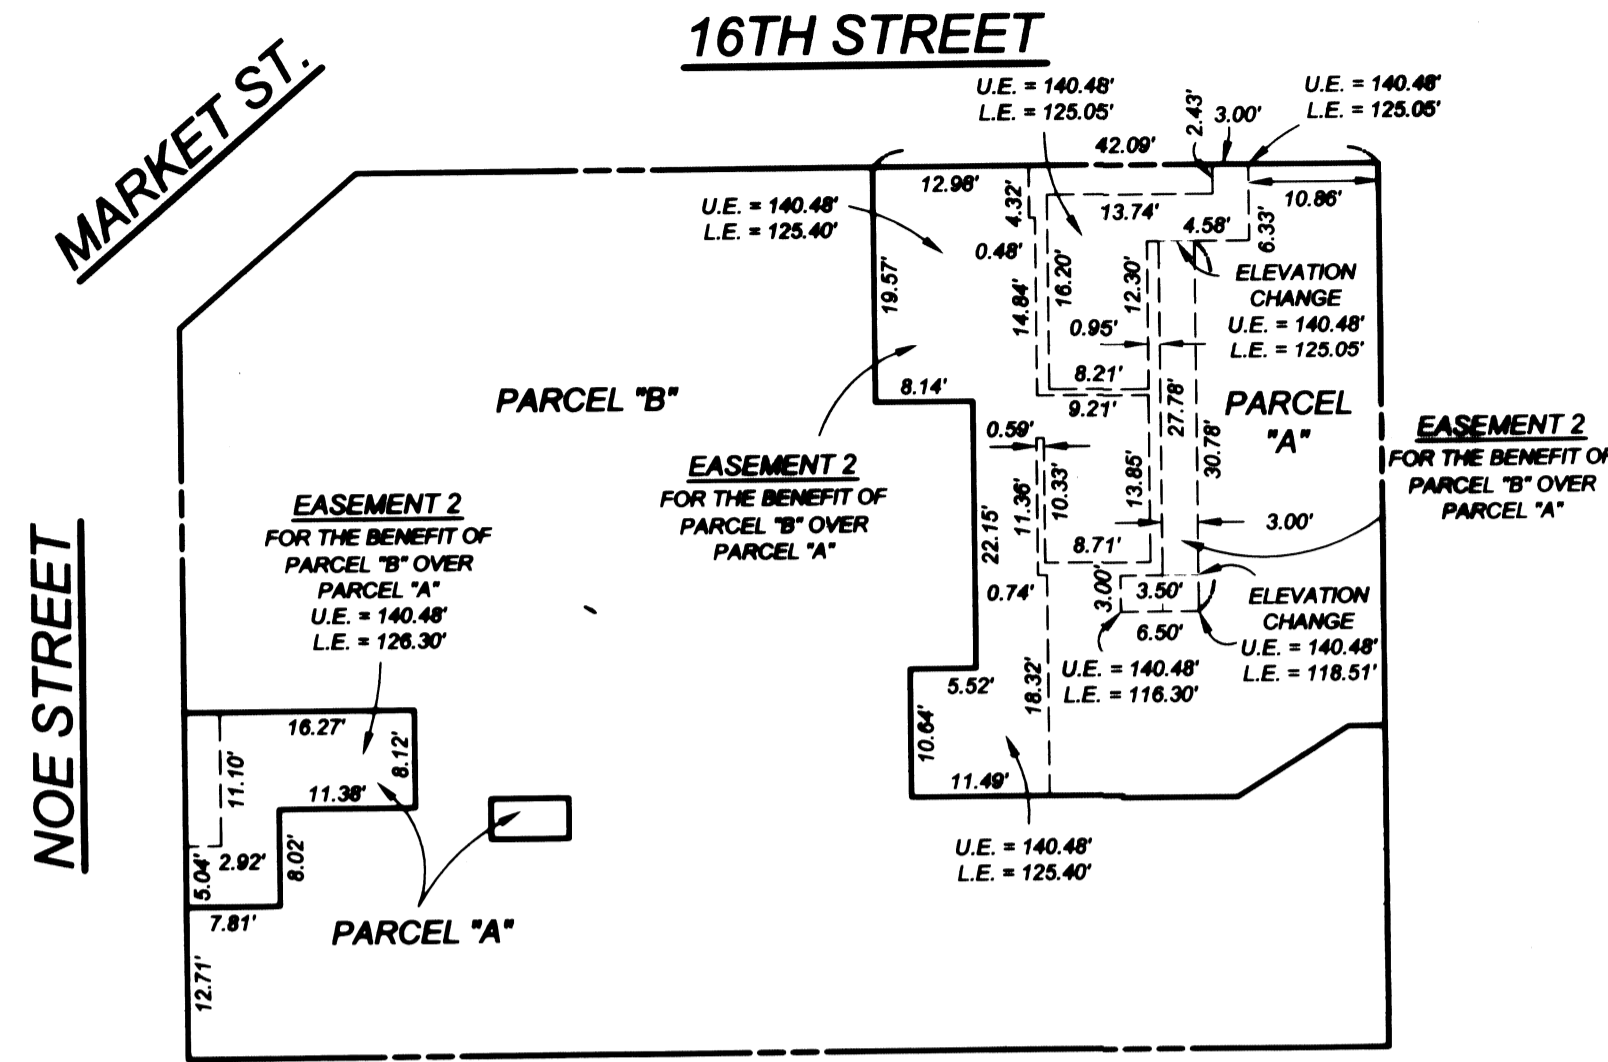 16TH STREET
MARKET ST.
NOE STREET
U.E. = 140.48'
L.E. = 125.05'
2.43'
3.00'
U.E. = 140.48'
L.E. = 125.05'
42.09'
12.98'
4.32'
13.74'
10.86'
U.E. = 140.48'
L.E. = 125.40'
4.58'
6.33'
0.48'
19.57'
14.84'
16.20'
12.30'
ELEVATION
CHANGE
U.E. = 140.48'
L.E. = 125.05'
0.95'
8.21'
8.14'
9.21'
27.78'
PARCEL "B"
PARCEL
"A"
0.59'
30.78'
EASEMENT 2
FOR THE BENEFIT OF
PARCEL "B" OVER
PARCEL "A"
EASEMENT 2
FOR THE BENEFIT OF
PARCEL "B" OVER
PARCEL "A"
11.36'
10.33'
13.85'
22.15'
3.00'
8.71'
EASEMENT 2
FOR THE BENEFIT OF
PARCEL "B" OVER
PARCEL "A"
U.E. = 140.48'
L.E. = 126.30'
0.74'
3.00'
3.50'
6.50'
ELEVATION
CHANGE
U.E. = 140.48'
L.E. = 118.51'
U.E. = 140.48'
L.E. = 116.30'
5.52'
18.32'
10.64'
11.49'
16.27'
8.12'
11.10'
11.38'
5.04'
2.92'
8.02'
7.81'
12.71'
PARCEL "A"
U.E. = 140.48'
L.E. = 125.40'